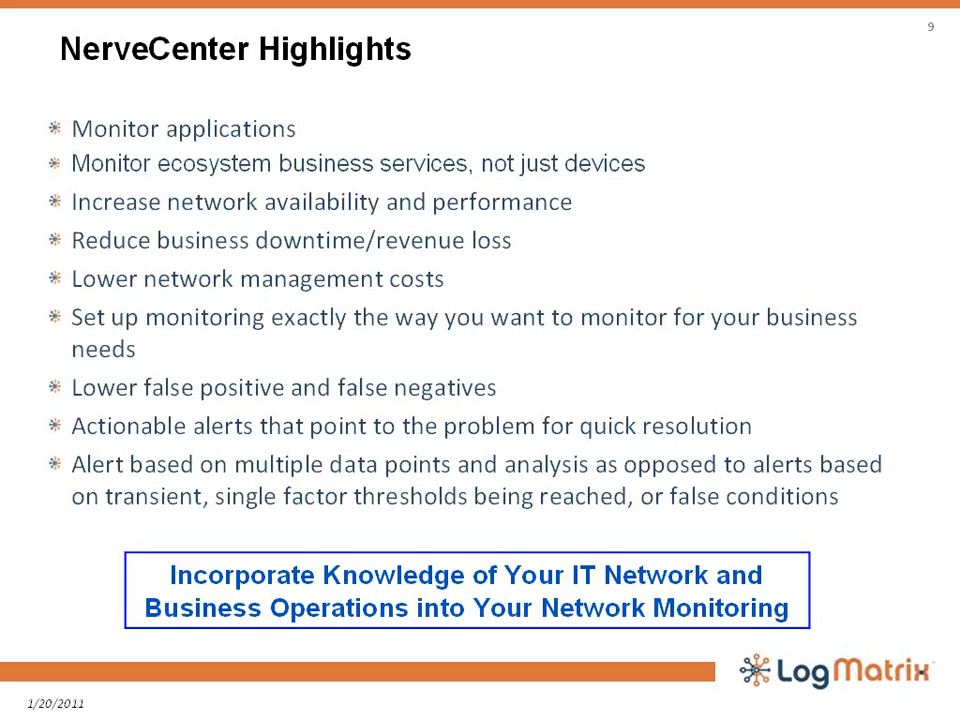 9
NerveCenter Highlights
Monitor applications
Monitor ecosystem business services, not just devices
Increase network availability and performance
Reduce business downtime/revenue loss
Lower network management costs
Set up monitoring exactly the way you want to monitor for your business
needs
Lower false positive and false negatives
Actionable alerts that point to the problem for quick resolution
Alert based on multiple data points and analysis as opposed to alerts based
on transient, single factor thresholds being reached, or false conditions
Incorporate Knowledge of Your IT Network and
Business Operations into Your Network Monitoring
LogMatrix
1/20/2011